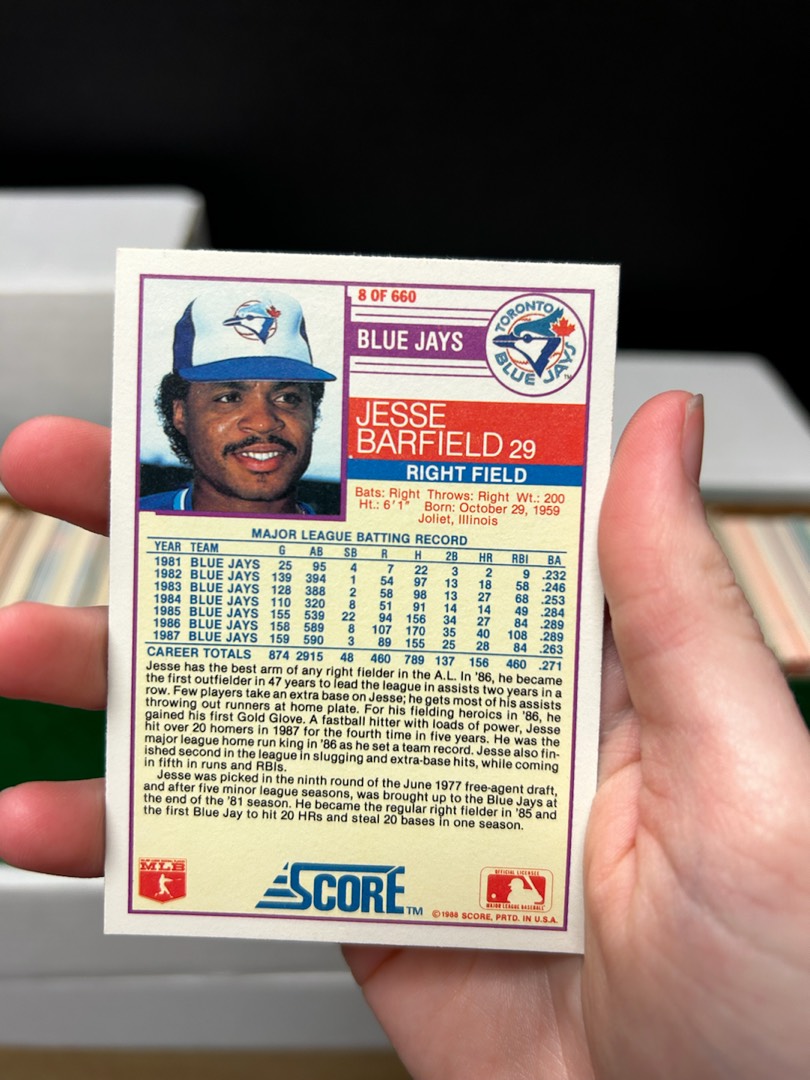 8 OF 660
BLUE JAYS
TORONTO
BLUE JAYS
TM
JESSE
BARFIELD 29
RIGHT FIELD
Bats: Right Throws: Right Wt.: 200
Ht.: 6'1" Born: October 29, 1959
Joliet, Illinois
MAJOR LEAGUE BATTING RECORD
YEAR TEAM G AB SB R H 2B HR RBI BA
1981 BLUE JAYS 25 95 4 7 22 3 2 9 .232
1982 BLUE JAYS 139 394 1 54 97 13 18 58 .246
1983 BLUE JAYS 128 388 2 58 98 13 27 68 .253
1984 BLUE JAYS 110 320 8 51 91 14 14 49 .284
1985 BLUE JAYS 155 539 22 94 156 34 27 84 .289
1986 BLUE JAYS 158 589 8 107 170 35 40 108 .289
1987 BLUE JAYS 159 590 3 89 155 25 28 84 .263
CAREER TOTALS 874 2915 48 460 789 137 156 460 .271
Jesse has the best arm of any right fielder in the A.L. In '86, he became
the first outfielder in 47 years to lead the league in assists two years in a
row. Few players take an extra base on Jesse; he gets most of his assists
throwing out runners at home plate. For his fielding heroics in '86, he
gained his first Gold Glove. A fastball hitter with loads of power, Jesse
hit over 20 homers in 1987 for the fourth time in five years. He was the
major league home run king in '86 as he set a team record. Jesse also fin-
ished second in the league in slugging and extra-base hits, while coming
in fifth in runs and RBIs.
Jesse was picked in the ninth round of the June 1977 free-agent draft,
and after five minor league seasons, was brought up to the Blue Jays at
the end of the '81 season. He became the regular right fielder in '85 and
the first Blue Jay to hit 20 HRs and steal 20 bases in one season.
MLB
SCORE TM
OFFICIAL LICENSEE
MAJOR LEAGUE BASEBALL
©1988 SCORE, PRTD. IN U.S.A.